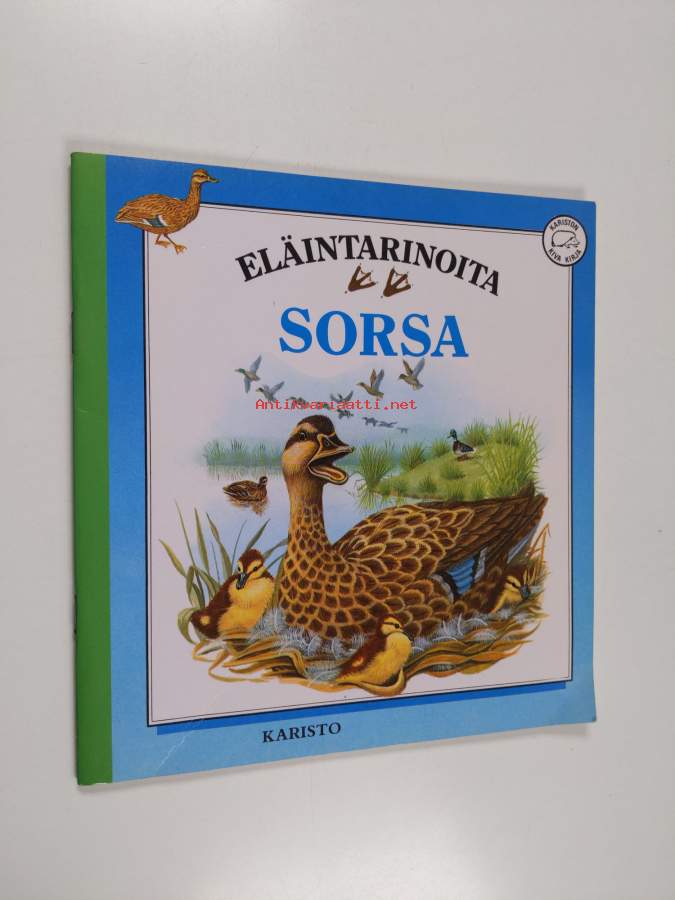 KARISTON
KIVA KIRJA
ELÄINTARINOITA
SORSA
Antikvariaatti.net
KARISTO